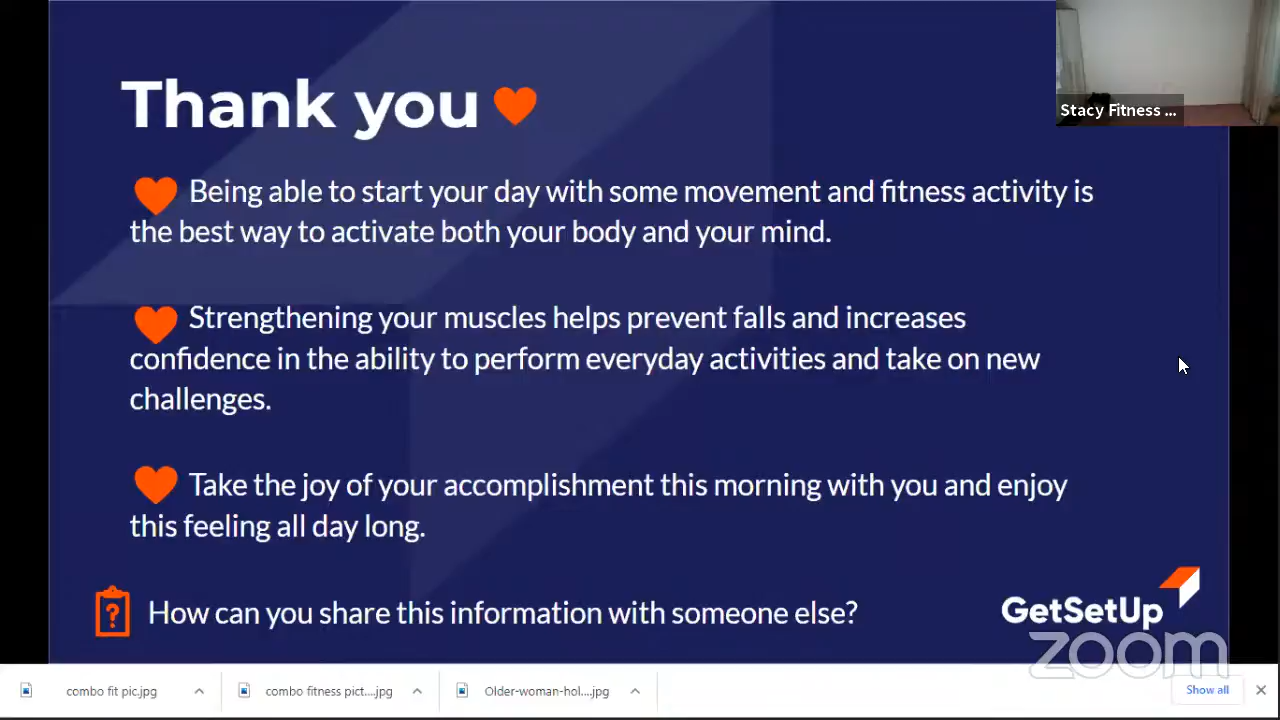 Thank you
Stacy Fitness ...
Being able to start your day with some movement and fitness activity is
the best way to activate both your body and your mind.
Strengthening your muscles helps prevent falls and increases
confidence in the ability to perform everyday activities and take on new
challenges.
Take the joy of your accomplishment this morning with you and enjoy
this feeling all day long.
? How can you share this information with someone else?
GetSetUp
zoom
combo fit pic.jpg
combo fitness pict....jpg
Older-woman-hol....jpg
Show all